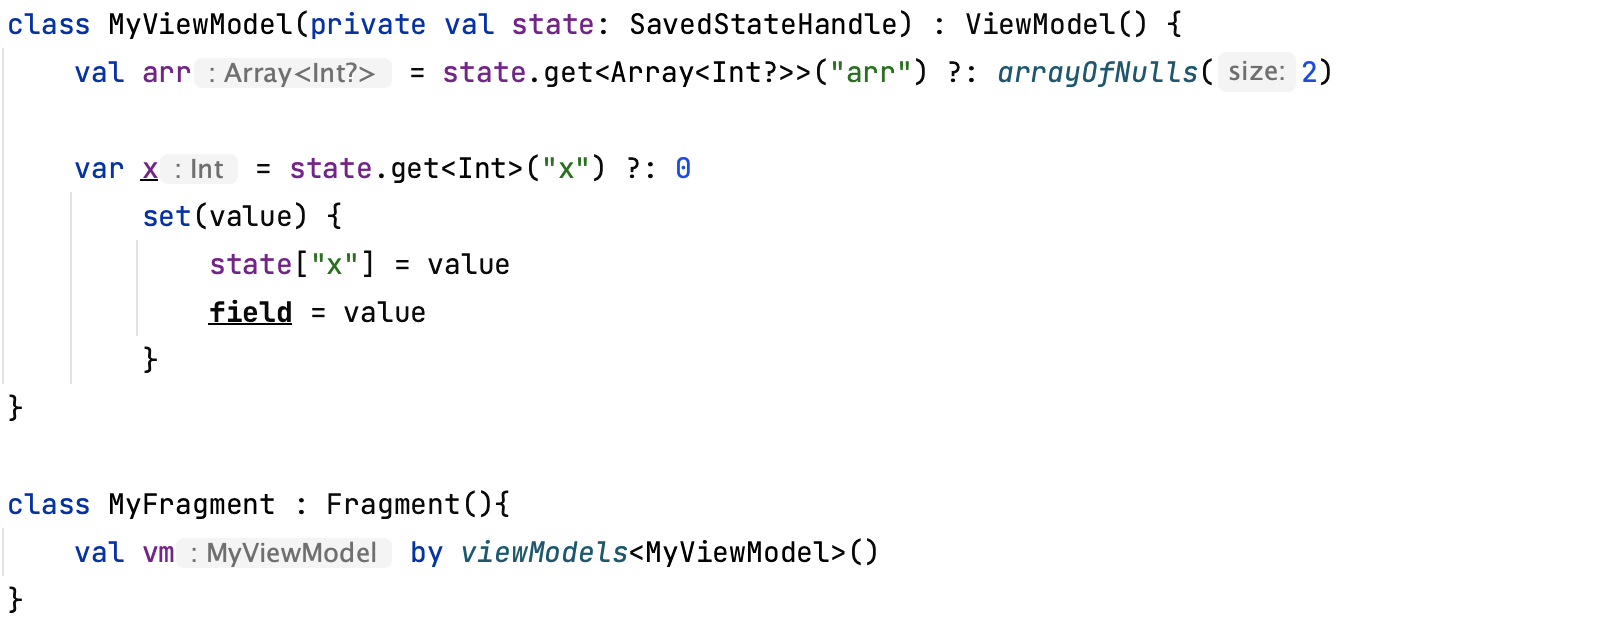 class MyViewModel(private val state: SavedStateHandle) : ViewModel() {
val arr : Array<Int?> = state.get<Array<Int?>>("arr") ?: arrayOfNulls( size: 2)
var x : Int = state.get<Int>("x") ?: 0
set(value) {
state["x"] = value
field = value
}
}
class MyFragment : Fragment(){
val vm : MyViewModel by viewModels<MyViewModel>()
}